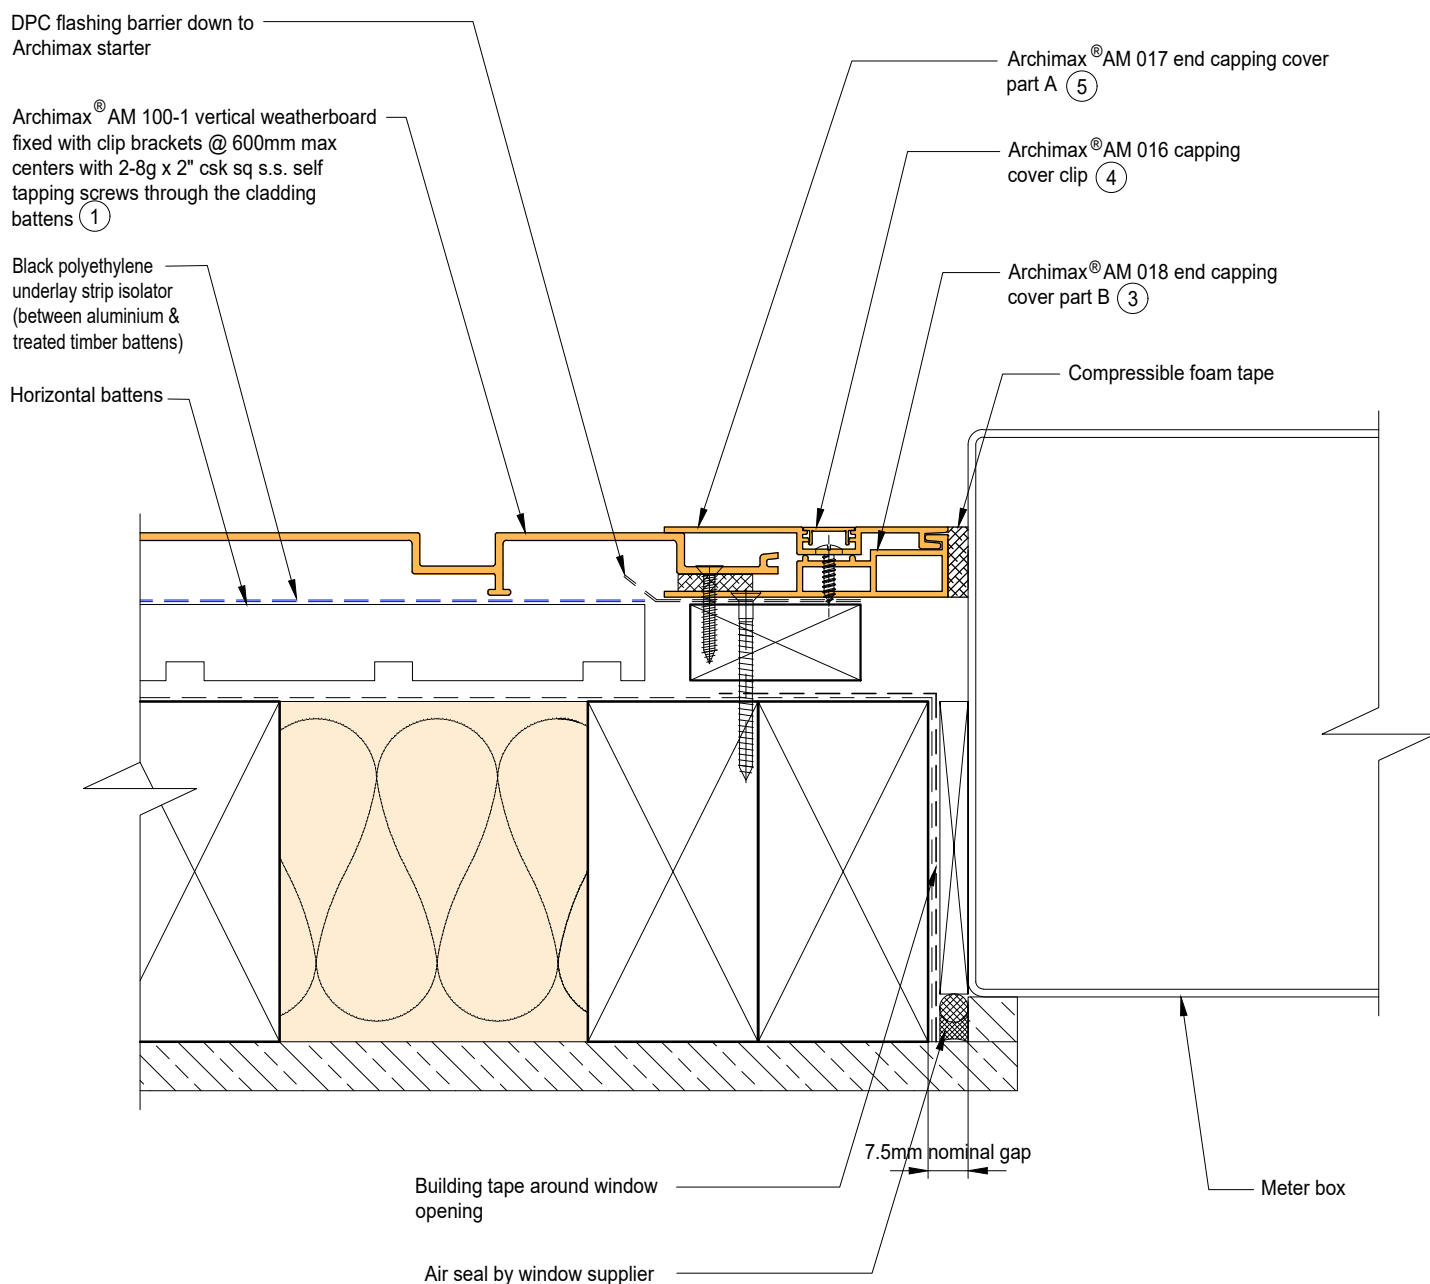 DPC flashing barrier down to
Archimax starter
Archimax® AM 100-1 vertical weatherboard
fixed with clip brackets @ 600mm max
centers with 2-8g x 2" csk sq s.s. self
tapping screws through the cladding
battens 1
Black polyethylene
underlay strip isolator
(between aluminium &
treated timber battens)
Horizontal battens
Archimax® AM 017 end capping cover
part A 5
Archimax® AM 016 capping
cover clip 4
Archimax® AM 018 end capping
cover part B 3
Compressible foam tape
7.5mm nominal gap
Building tape around window
opening
Meter box
Air seal by window supplier